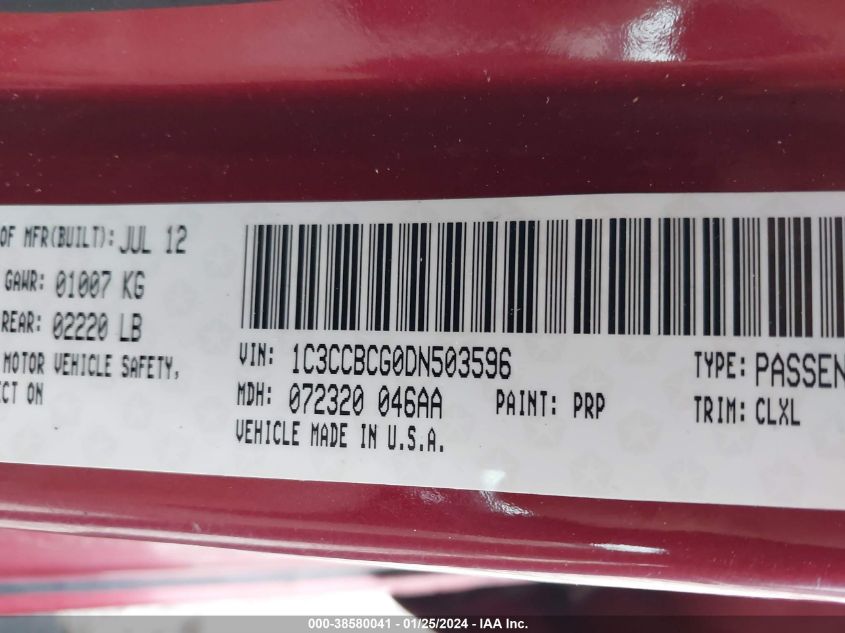 OF MFR(BUILT): JUL 12
GAWR: 01007 KG
REAR: 02220 LB
MOTOR VEHICLE SAFETY,
ECT ON
VIN: 1C3CCBCG0DN503596
TYPE: PASSEN
MDH: 072320 046AA
PAINT: PRP
TRIM: CLXL
VEHICLE MADE IN U.S.A.
000-38580041 - 01/25/2024 - IAA Inc.